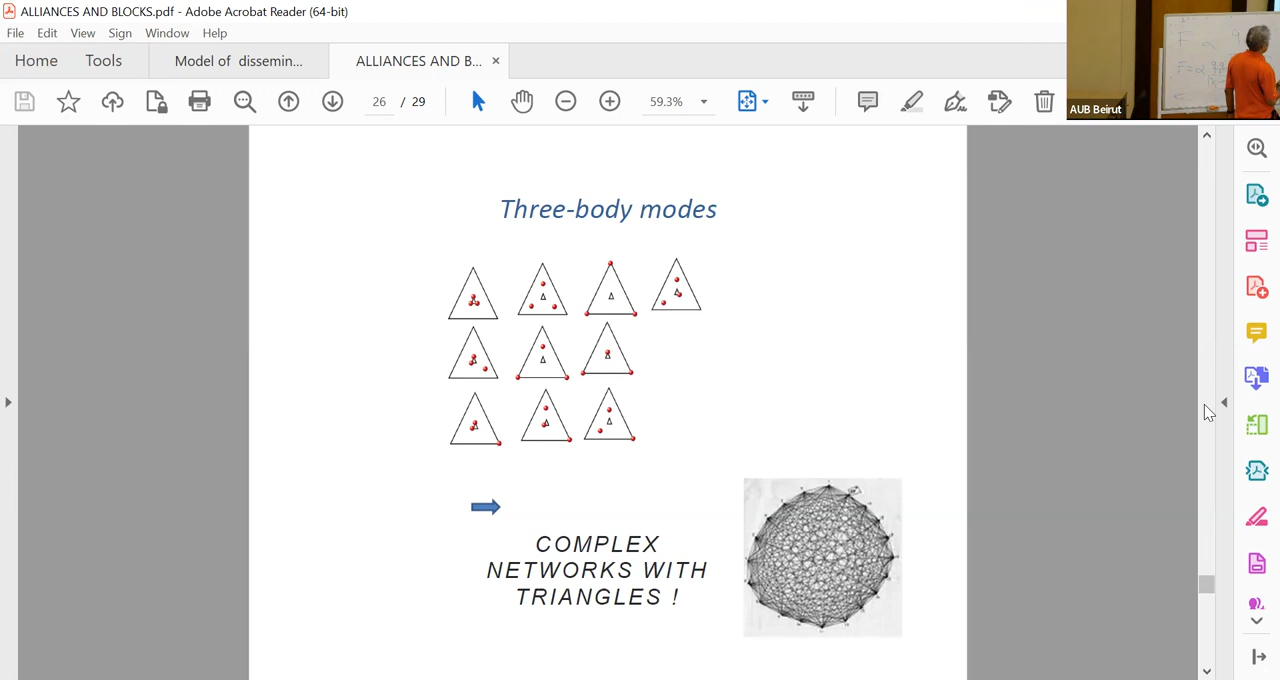 ALLIANCES AND BLOCKS.pdf - Adobe Acrobat Reader (64-bit)
File Edit View Sign Window Help
Home Tools Model of dissemin... ALLIANCES AND B... ×
26 / 29 59.3%
AUB Beirut
Three-body modes
COMPLEX
NETWORKS WITH
TRIANGLES !